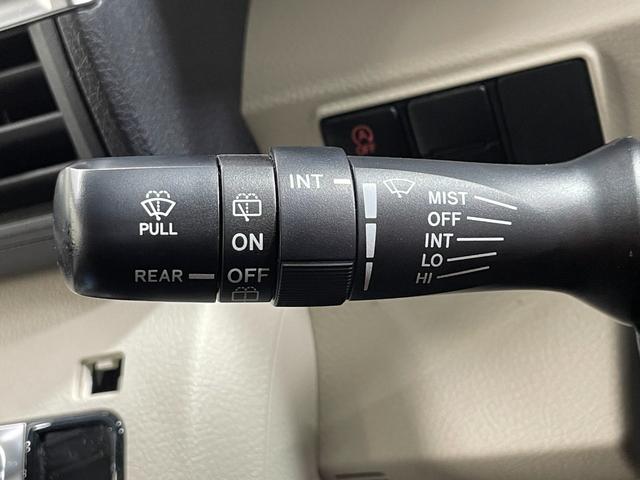 PULL
REAR
ON
OFF
INT
MIST
OFF
INT
LO
HI